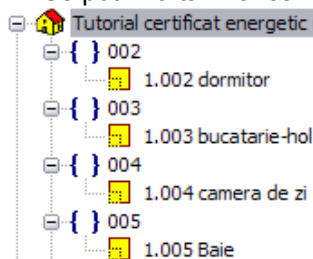 Tutorial certificat energetic
{ } 002
1.002 dormitor
{ } 003
1.003 bucatarie-hol
{ } 004
1.004 camera de zi
{ } 005
1.005 Baie